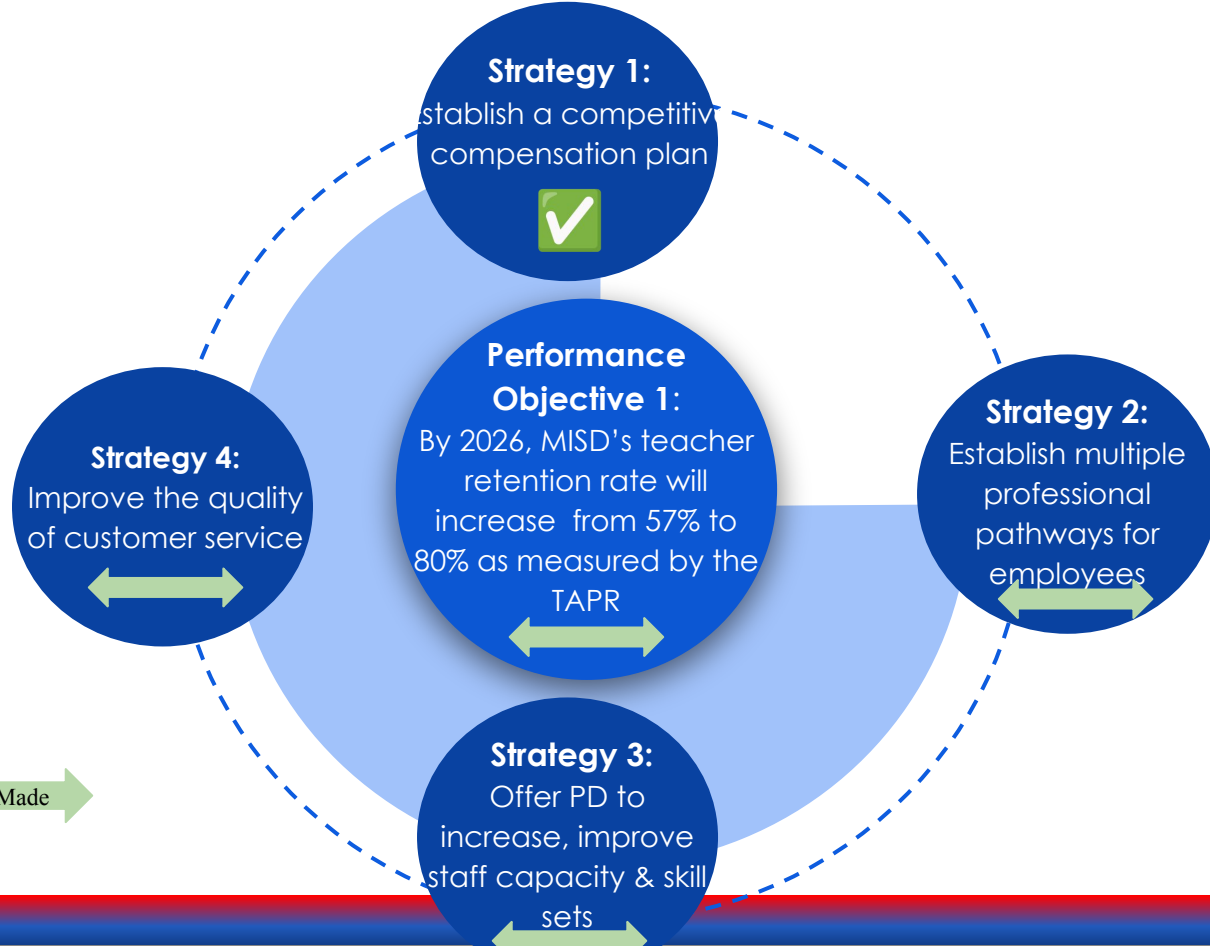 Strategy 1:
stablish a competitiv
compensation plan
Performance
Objective 1:
By 2026, MISD’s teacher
retention rate will
increase from 57% to
80% as measured by the
TAPR
Strategy 2:
Establish multiple
professional
pathways for
employees
Strategy 4:
Improve the quality
of customer service
Strategy 3:
Offer PD to
increase, improve
staff capacity & skill
sets
Made